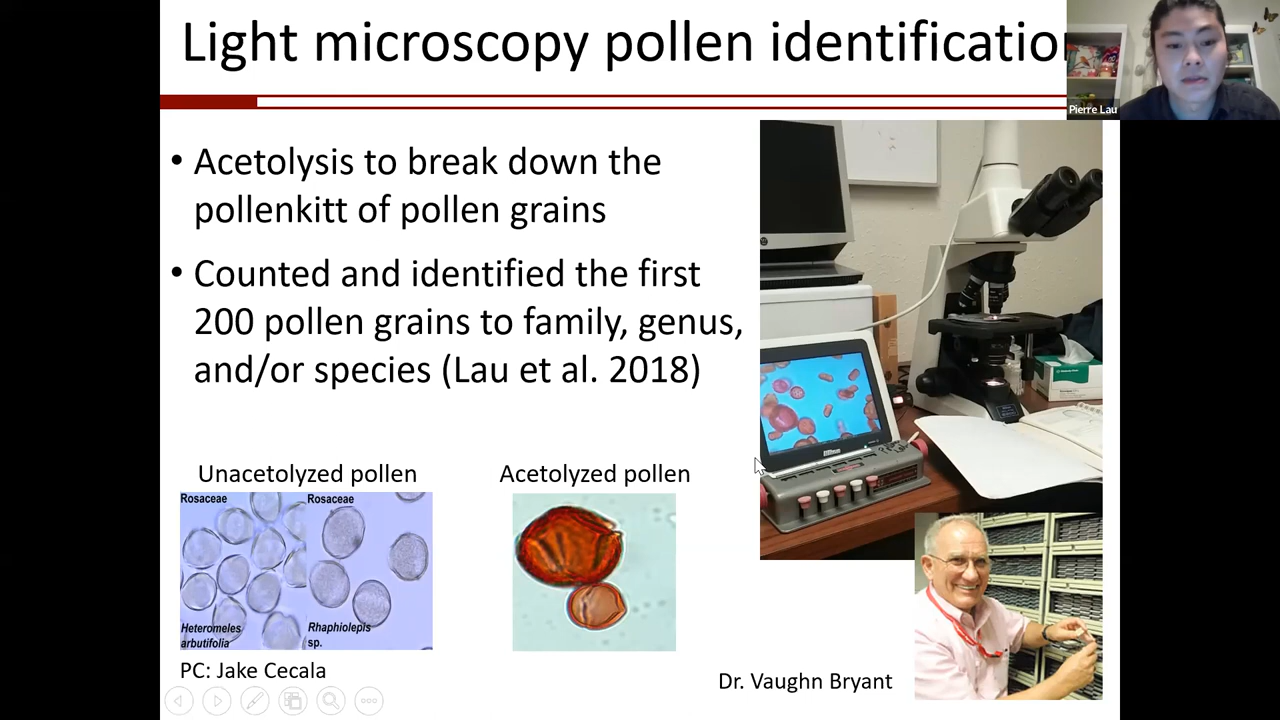 Light microscopy pollen identificatio
Pierre Lau
• Acetolysis to break down the
pollenkitt of pollen grains
• Counted and identified the first
200 pollen grains to family, genus,
and/or species (Lau et al. 2018)
Unacetolyzed pollen
Acetolyzed pollen
Rosaceae
Rosaceae
Heteromeles
arbutifolia
Rhaphiolepis
sp.
PC: Jake Cecala
Dr. Vaughn Bryant